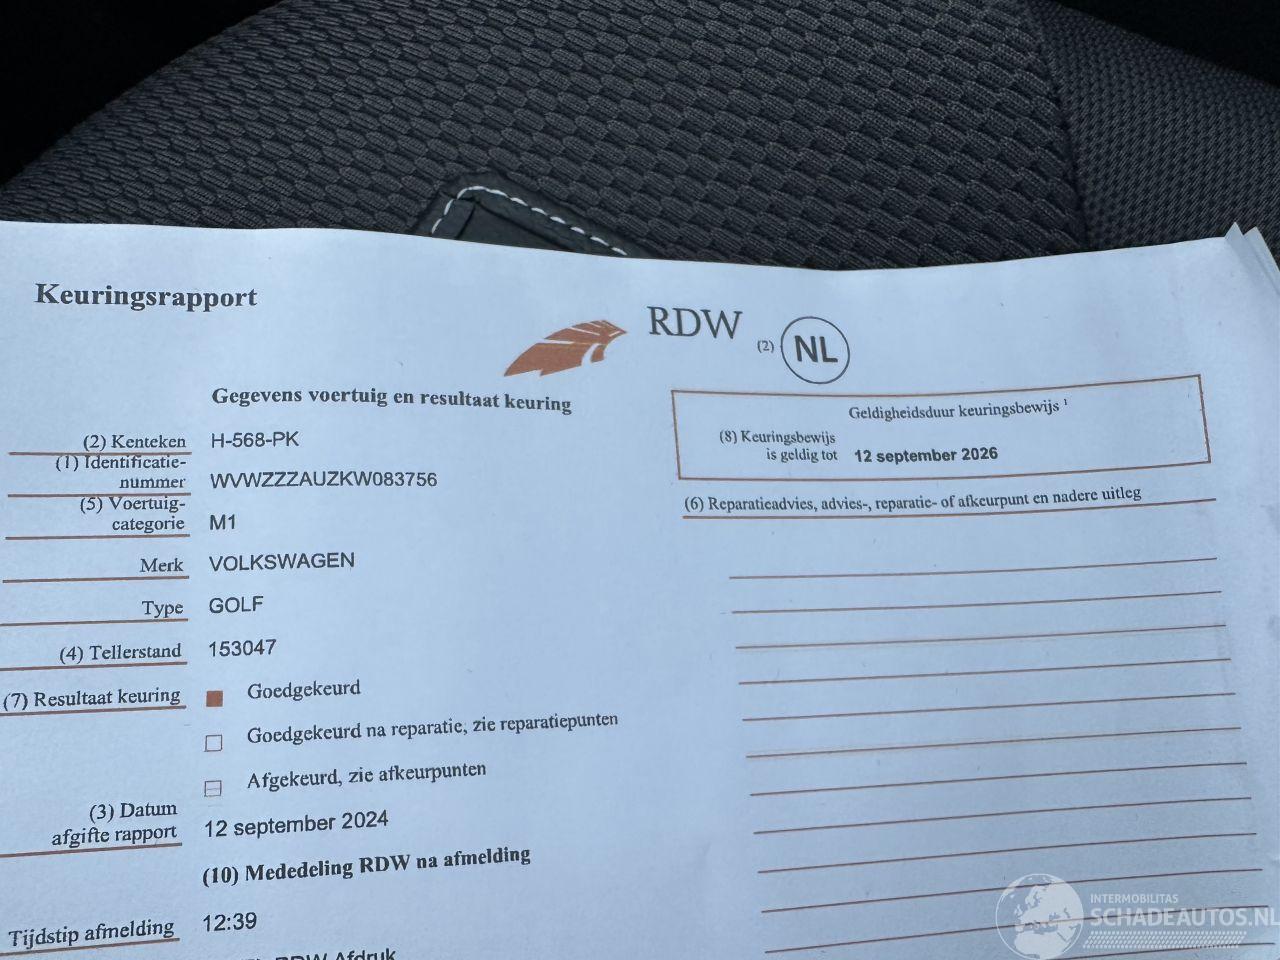 Keuringsrapport
RDW
(2) NL
Gegevens voertuig en resultaat keuring
(2) Kenteken H-568-PK
(1) Identificatie-
nummer WVWZZZAUZKW083756
(5) Voertuig-
categorie M1
Merk VOLKSWAGEN
Type GOLF
(4) Tellerstand 153047
(7) Resultaat keuring Goedgekeurd
Goedgekeurd na reparatie, zie reparatiepunten
Afgekeurd, zie afkeurpunten
(3) Datum
afgifte rapport 12 september 2024
(10) Mededeling RDW na afmelding
Tijdstip afmelding 12:39
RDW Afdruk
Geldigheidsduur keuringsbewijs 1
(8) Keuringsbewijs
is geldig tot 12 september 2026
(6) Reparatieadvies, advies-, reparatie- of afkeurpunt en nadere uitleg
INTERMOBILITAS
SCHADEAUTOS.NL